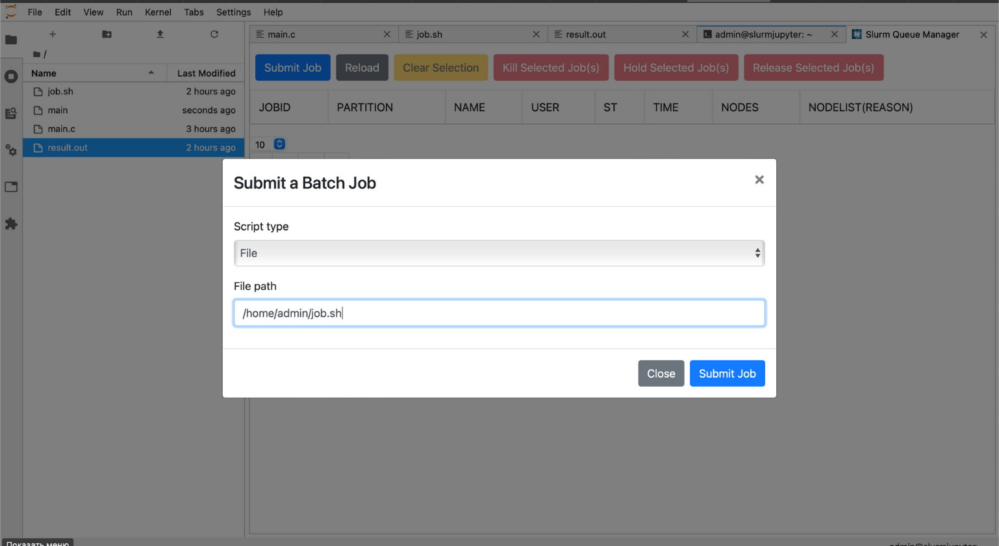 File Edit View Run Kernel Tabs Settings Help
main.c job.sh result.out admin@slurmjupyter: ~ Slurm Queue Manager
/
Name Last Modified
job.sh 2 hours ago
main seconds ago
main.c 3 hours ago
result.out 2 hours ago
Submit Job Reload Clear Selection Kill Selected Job(s) Hold Selected Job(s) Release Selected Job(s)
JOBID PARTITION NAME USER ST TIME NODES NODELIST(REASON)
10
Submit a Batch Job
Script type
File
File path
/home/admin/job.sh
Close Submit Job
Показать меню
admin@slurmjupyter: